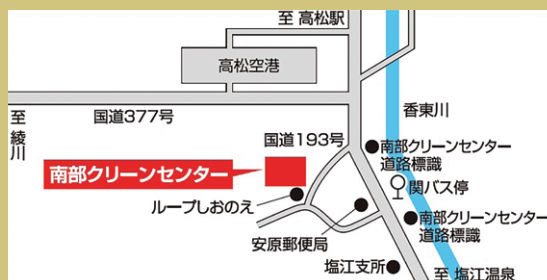 至 高松駅
高松空港
国道377号
至 綾川
香東川
国道193号
南部クリーンセンター
道路標識
南部クリーンセンター
関バス停
ループしおのえ
南部クリーンセンター
道路標識
安原郵便局
塩江支所
至 塩江温泉